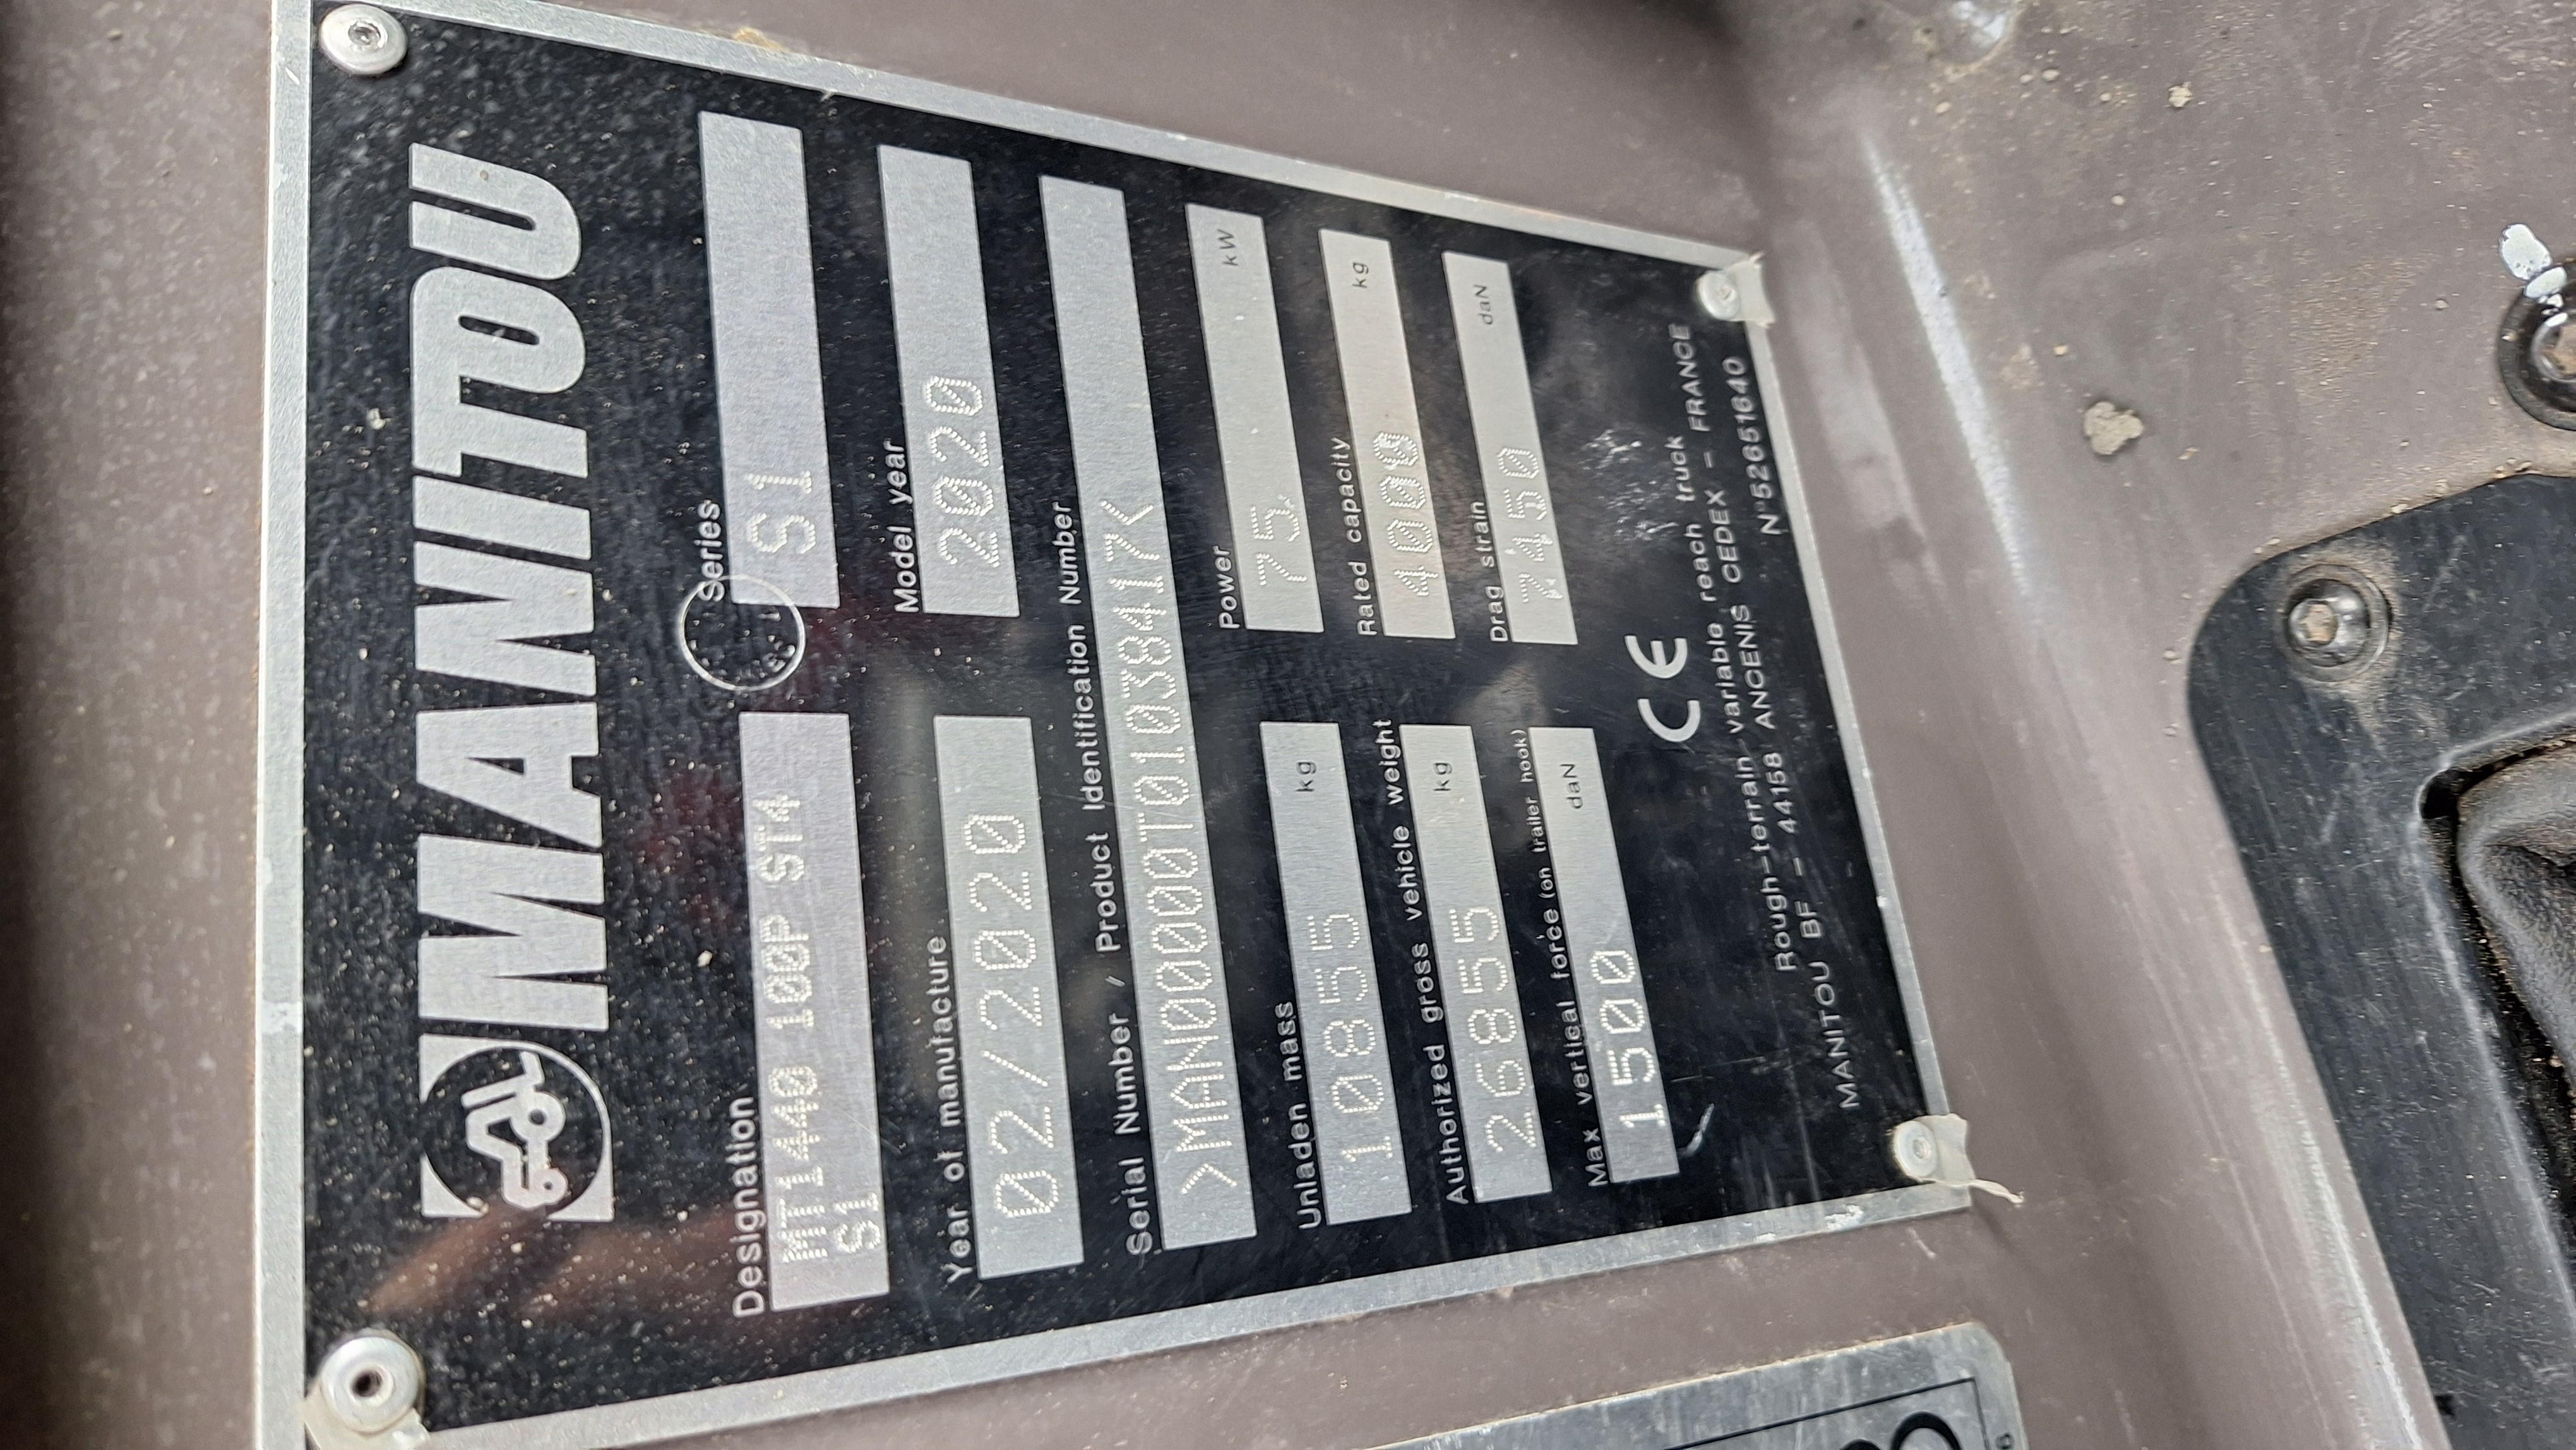 MANITOU
Designation
MT1440 100P ST4
S1
Series
S1
Year of manufacture
02/2020
Model year
2020
Serial Number / Product Identification Number
>MAN00000T01038417<
Unladen mass
10855 kg
Power
75 kW
Authorized gross vehicle weight
26855 kg
Rated capacity
4000 kg
Max vertical force (on trailer hook)
1500 daN
Drag strain
7450 daN
CE
Rough-terrain variable reach truck
MANITOU BF - 44158 ANCENIS CEDEX - FRANCE
N°52651640